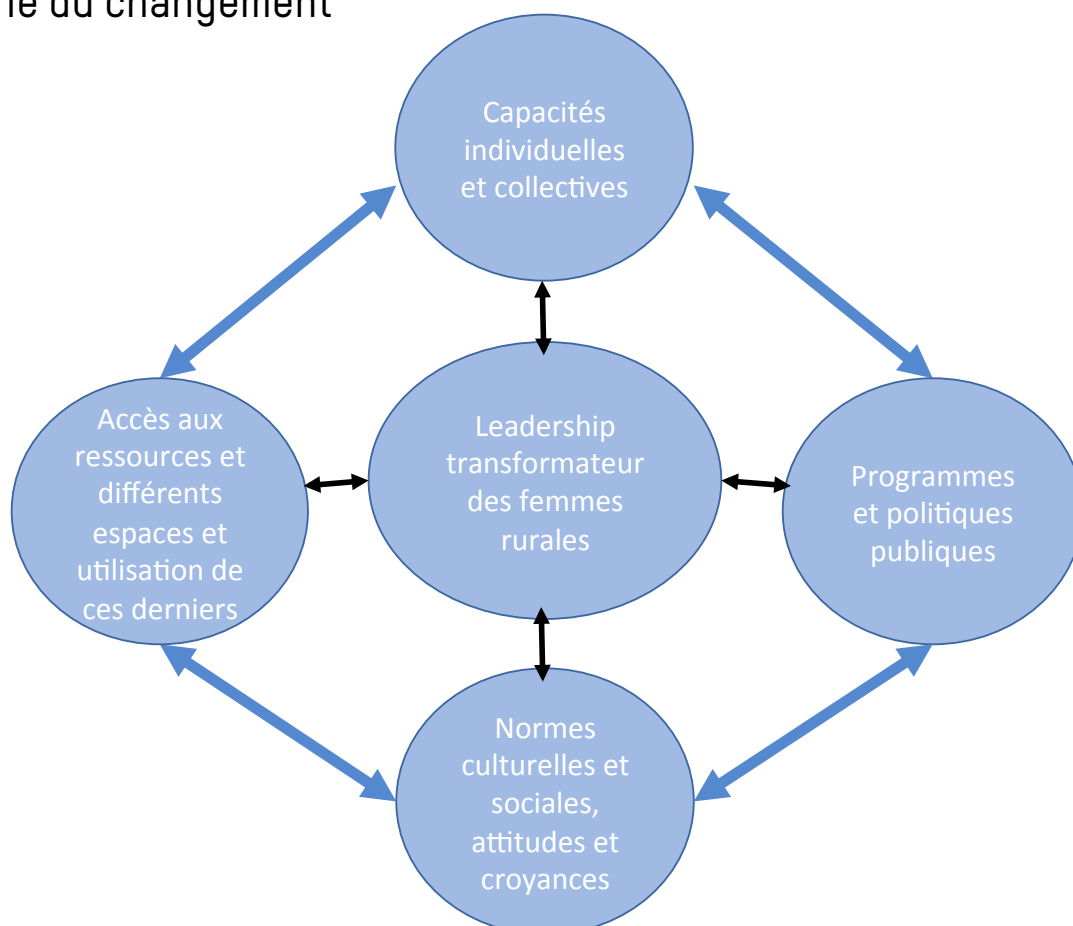 ie du changement
Capacités
individuelles
et collectives
Accès aux
ressources et
différents
espaces et
utilisation de
ces derniers
Leadership
transformateur
des femmes
rurales
Programmes
et politiques
publiques
Normes
culturelles et
sociales,
attitudes et
croyances